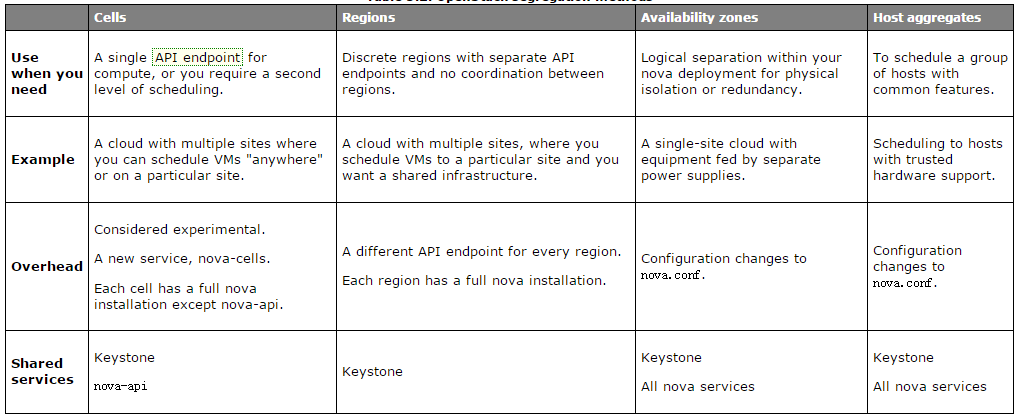 Cells Regions Availability zones Host aggregates
Use when you need
A single API endpoint for
compute, or you require a second
level of scheduling.
Discrete regions with separate API
endpoints and no coordination between
regions.
Logical separation within your
nova deployment for physical
isolation or redundancy.
To schedule a group
of hosts with
common features.
Example
A cloud with multiple sites where
you can schedule VMs "anywhere"
or on a particular site.
A cloud with multiple sites, where you
schedule VMs to a particular site and you
want a shared infrastructure.
A single-site cloud with
equipment fed by separate
power supplies.
Scheduling to hosts
with trusted
hardware support.
Overhead
Considered experimental.
A new service, nova-cells.
Each cell has a full nova
installation except nova-api.
A different API endpoint for every region.
Each region has a full nova installation.
Configuration changes to
nova.conf.
Configuration
changes to
nova.conf.
Shared
services
Keystone
nova-api
Keystone
Keystone
All nova services
Keystone
All nova services